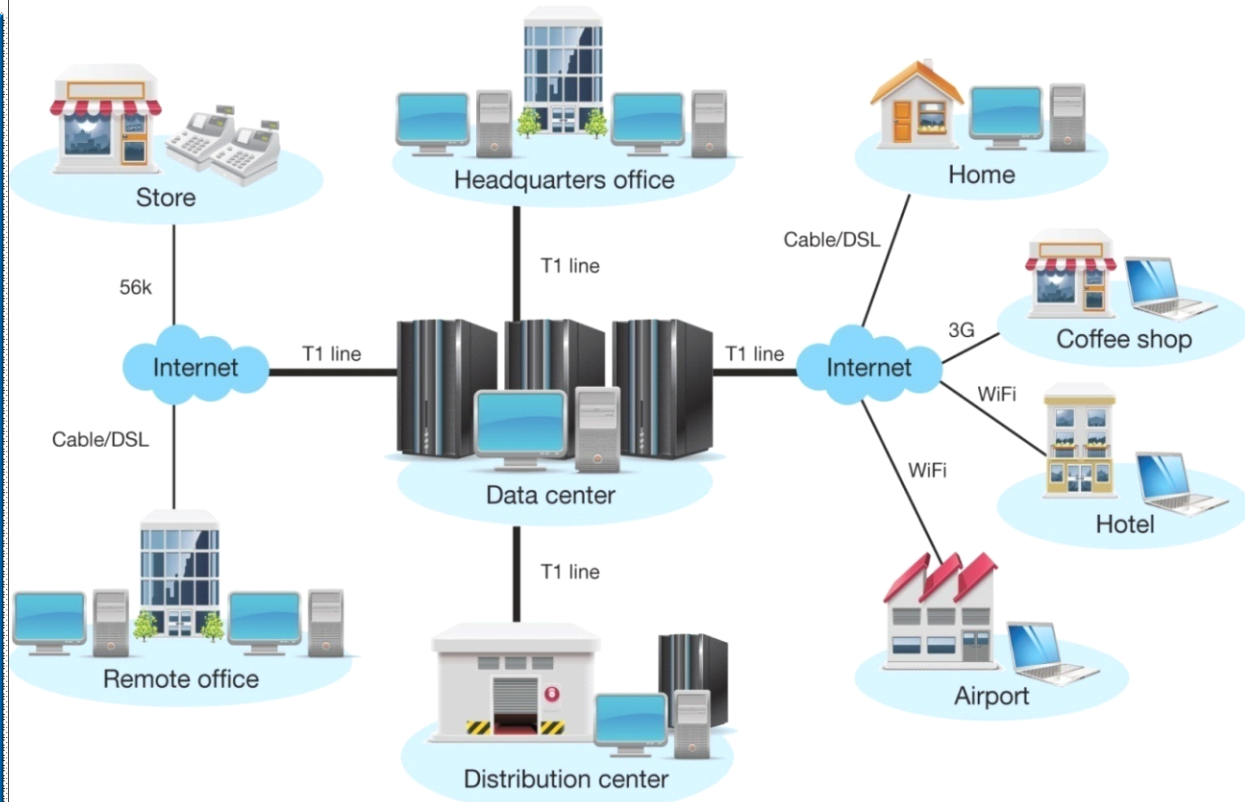 Store
Headquarters office
Home
Cable/DSL
T1 line
56k
3G
Coffee shop
Internet
T1 line
T1 line
Internet
WiFi
Cable/DSL
WiFi
Data center
Hotel
T1 line
Remote office
Airport
Distribution center